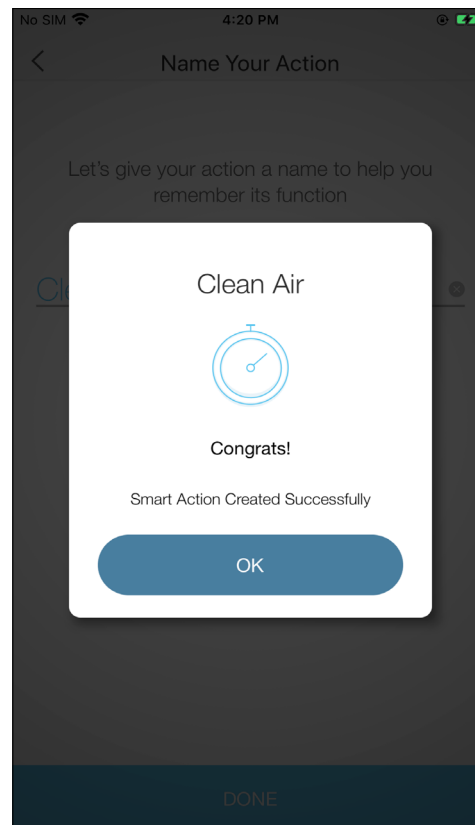 No SIM 4:20 PM
Name Your Action
Let's give your action a name to help you
remember its function
Clean Air
Congrats!
Smart Action Created Successfully
OK
DONE